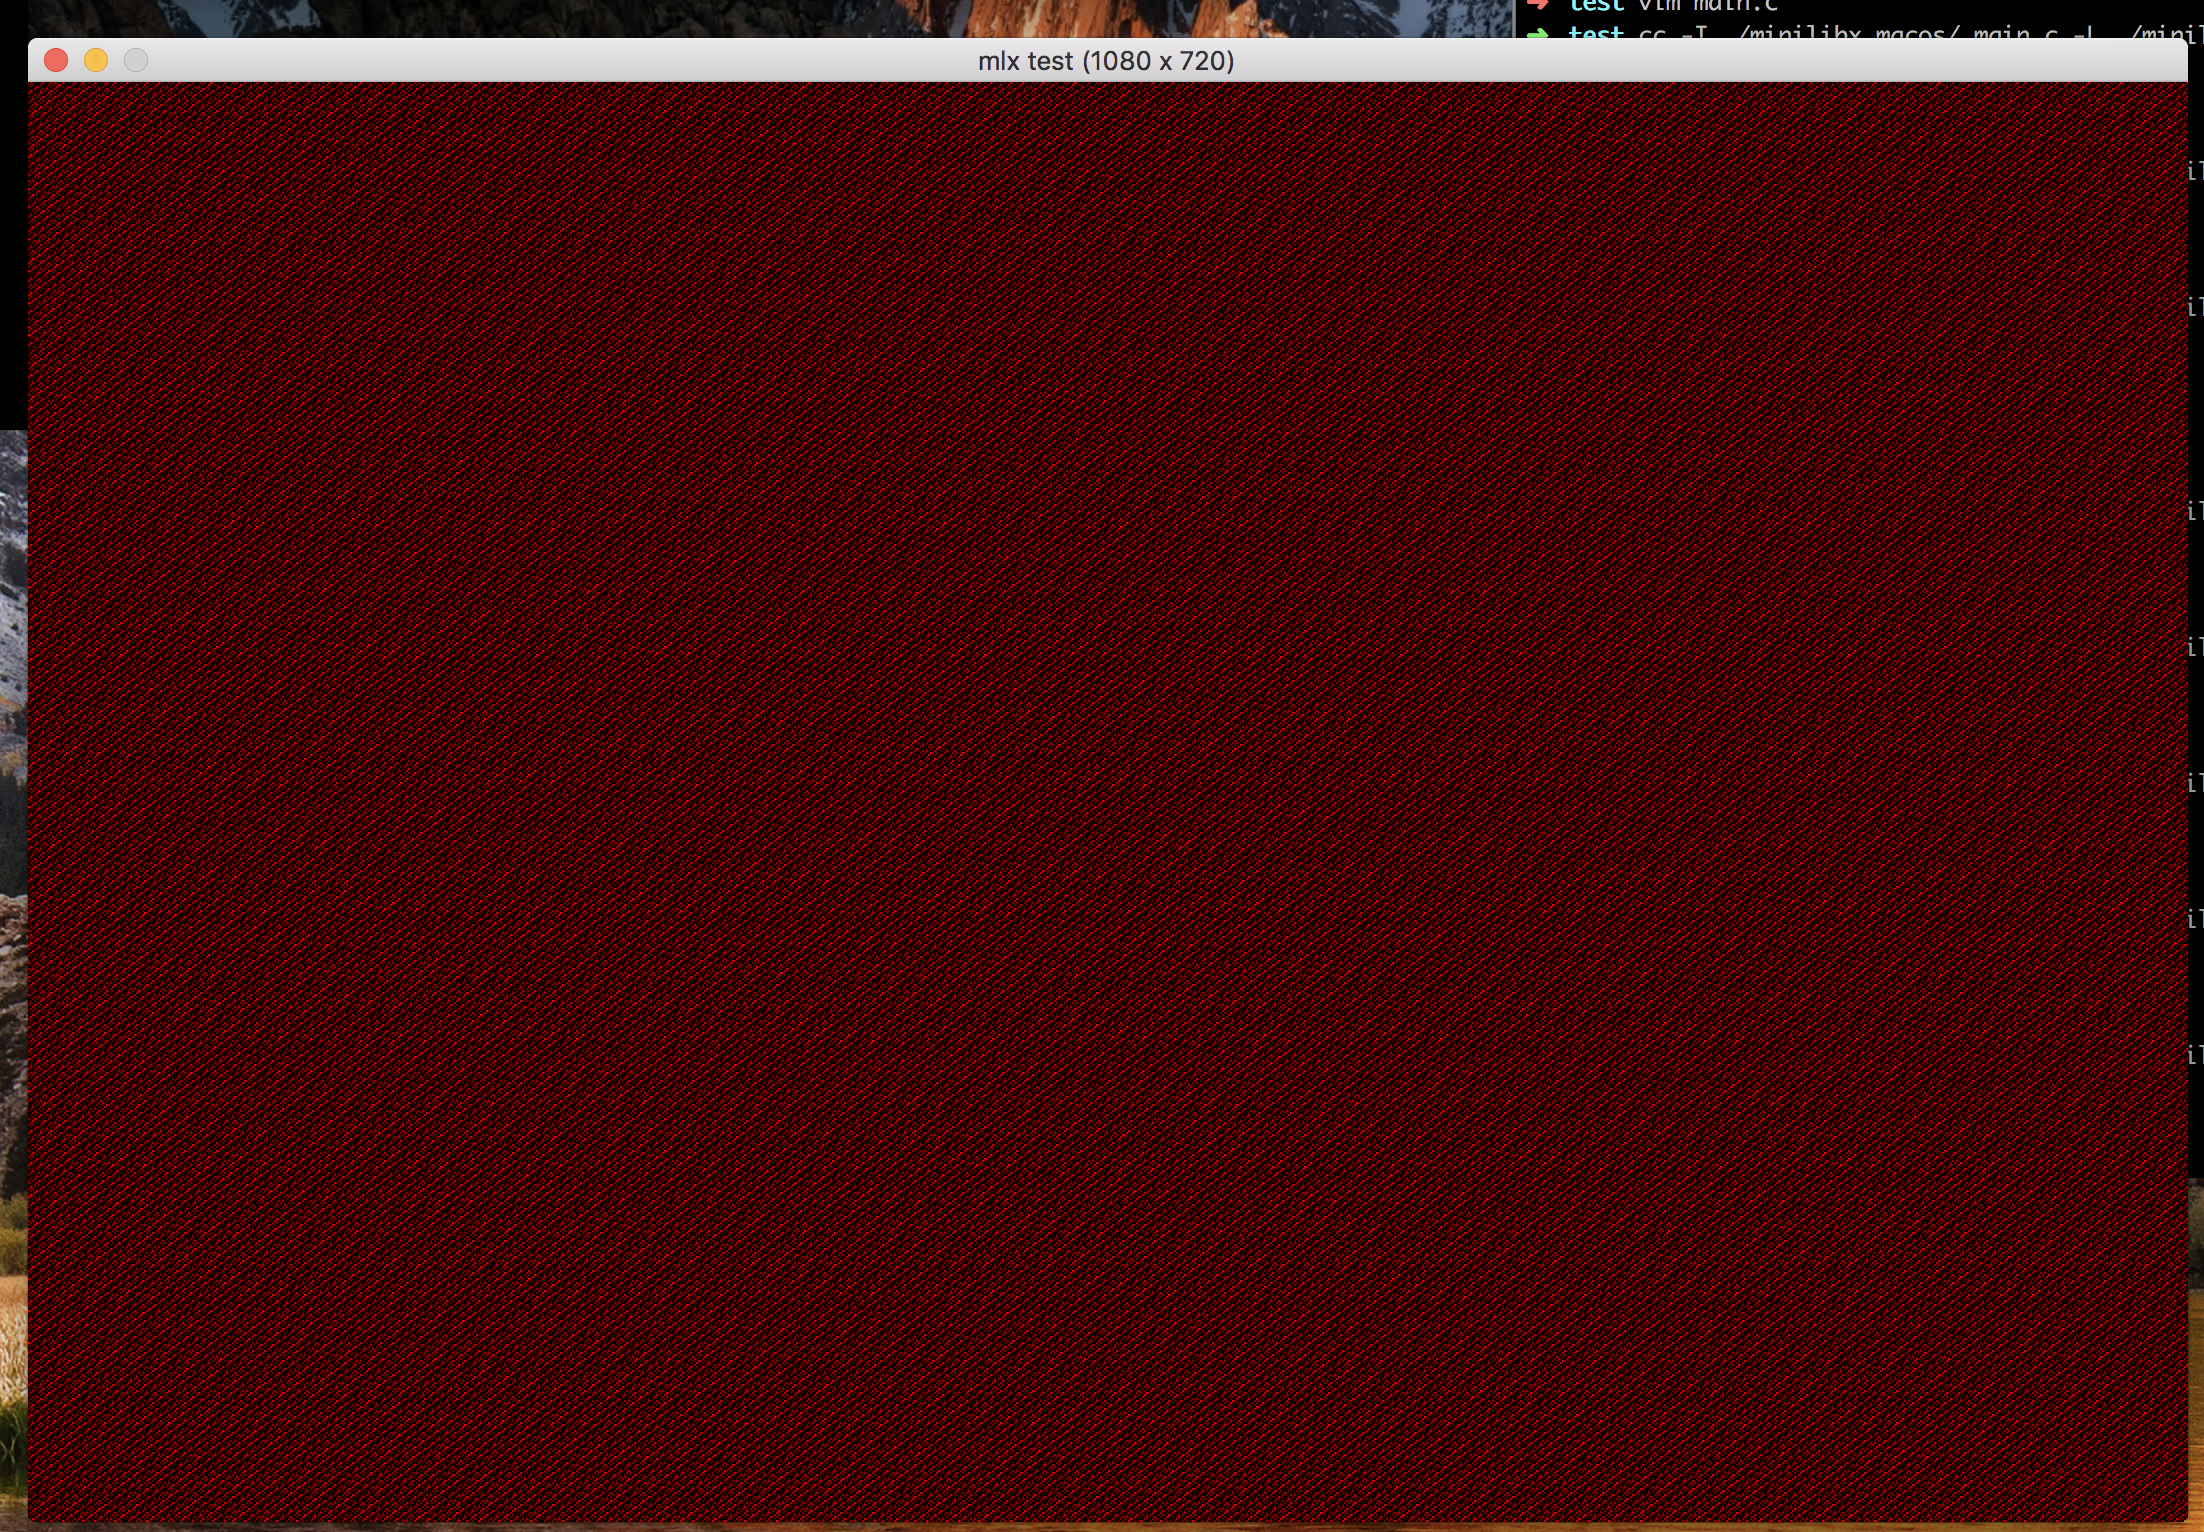 test vim main.c
mlx test (1080 x 720)
test cc -I ./minilibx_macos/ main.c -L ./mini
il
il
il
il
il
il
il